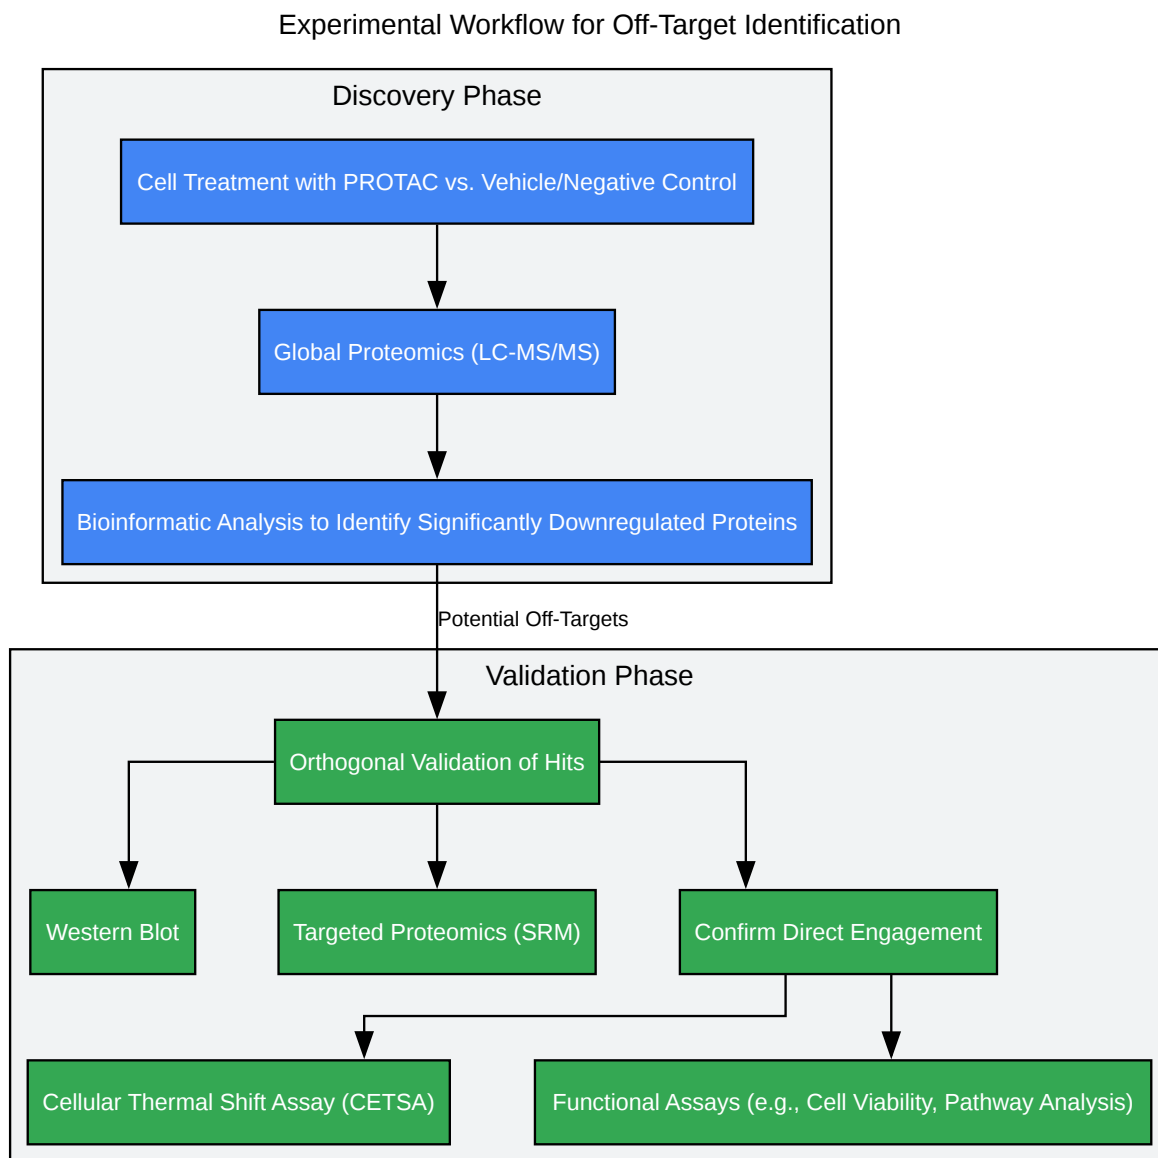 Experimental Workflow for Off-Target Identification
Discovery Phase
Cell Treatment with PROTAC vs. Vehicle/Negative Control
Global Proteomics (LC-MS/MS)
Bioinformatic Analysis to Identify Significantly Downregulated Proteins
Potential Off-Targets
Validation Phase
Orthogonal Validation of Hits
Western Blot
Targeted Proteomics (SRM)
Confirm Direct Engagement
Cellular Thermal Shift Assay (CETSA)
Functional Assays (e.g., Cell Viability, Pathway Analysis)